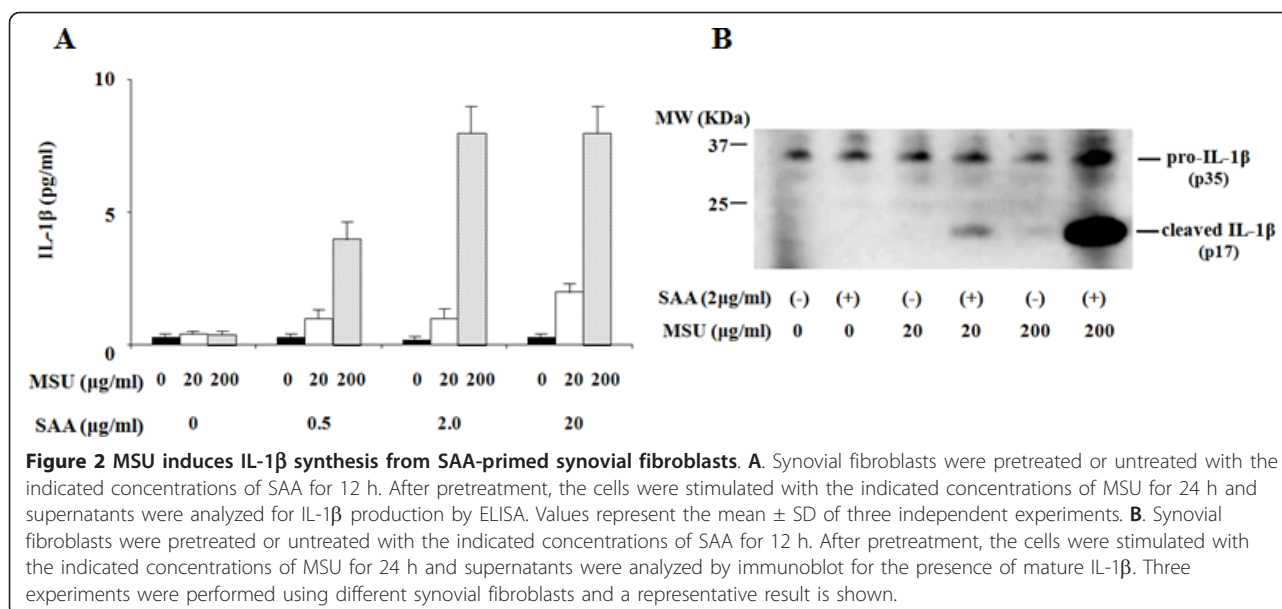 A
B
10
5
0
IL-1β (pg/ml)
MSU (μg/ml) 0 20 200 0 20 200 0 20 200 0 20 200
SAA (μg/ml) 0 0.5 2.0 20
MW (KDa)
37
25
pro-IL-1β
(p35)
cleaved IL-1β
(p17)
SAA (2μg/ml) (-) (+) (-) (+) (-) (+)
MSU (μg/ml) 0 0 20 20 200 200
Figure 2 MSU induces IL-1β synthesis from SAA-primed synovial fibroblasts. A. Synovial fibroblasts were pretreated or untreated with the
indicated concentrations of SAA for 12 h. After pretreatment, the cells were stimulated with the indicated concentrations of MSU for 24 h and
supernatants were analyzed for IL-1β production by ELISA. Values represent the mean ± SD of three independent experiments. B. Synovial
fibroblasts were pretreated or untreated with the indicated concentrations of SAA for 12 h. After pretreatment, the cells were stimulated with
the indicated concentrations of MSU for 24 h and supernatants were analyzed by immunoblot for the presence of mature IL-1β. Three
experiments were performed using different synovial fibroblasts and a representative result is shown.